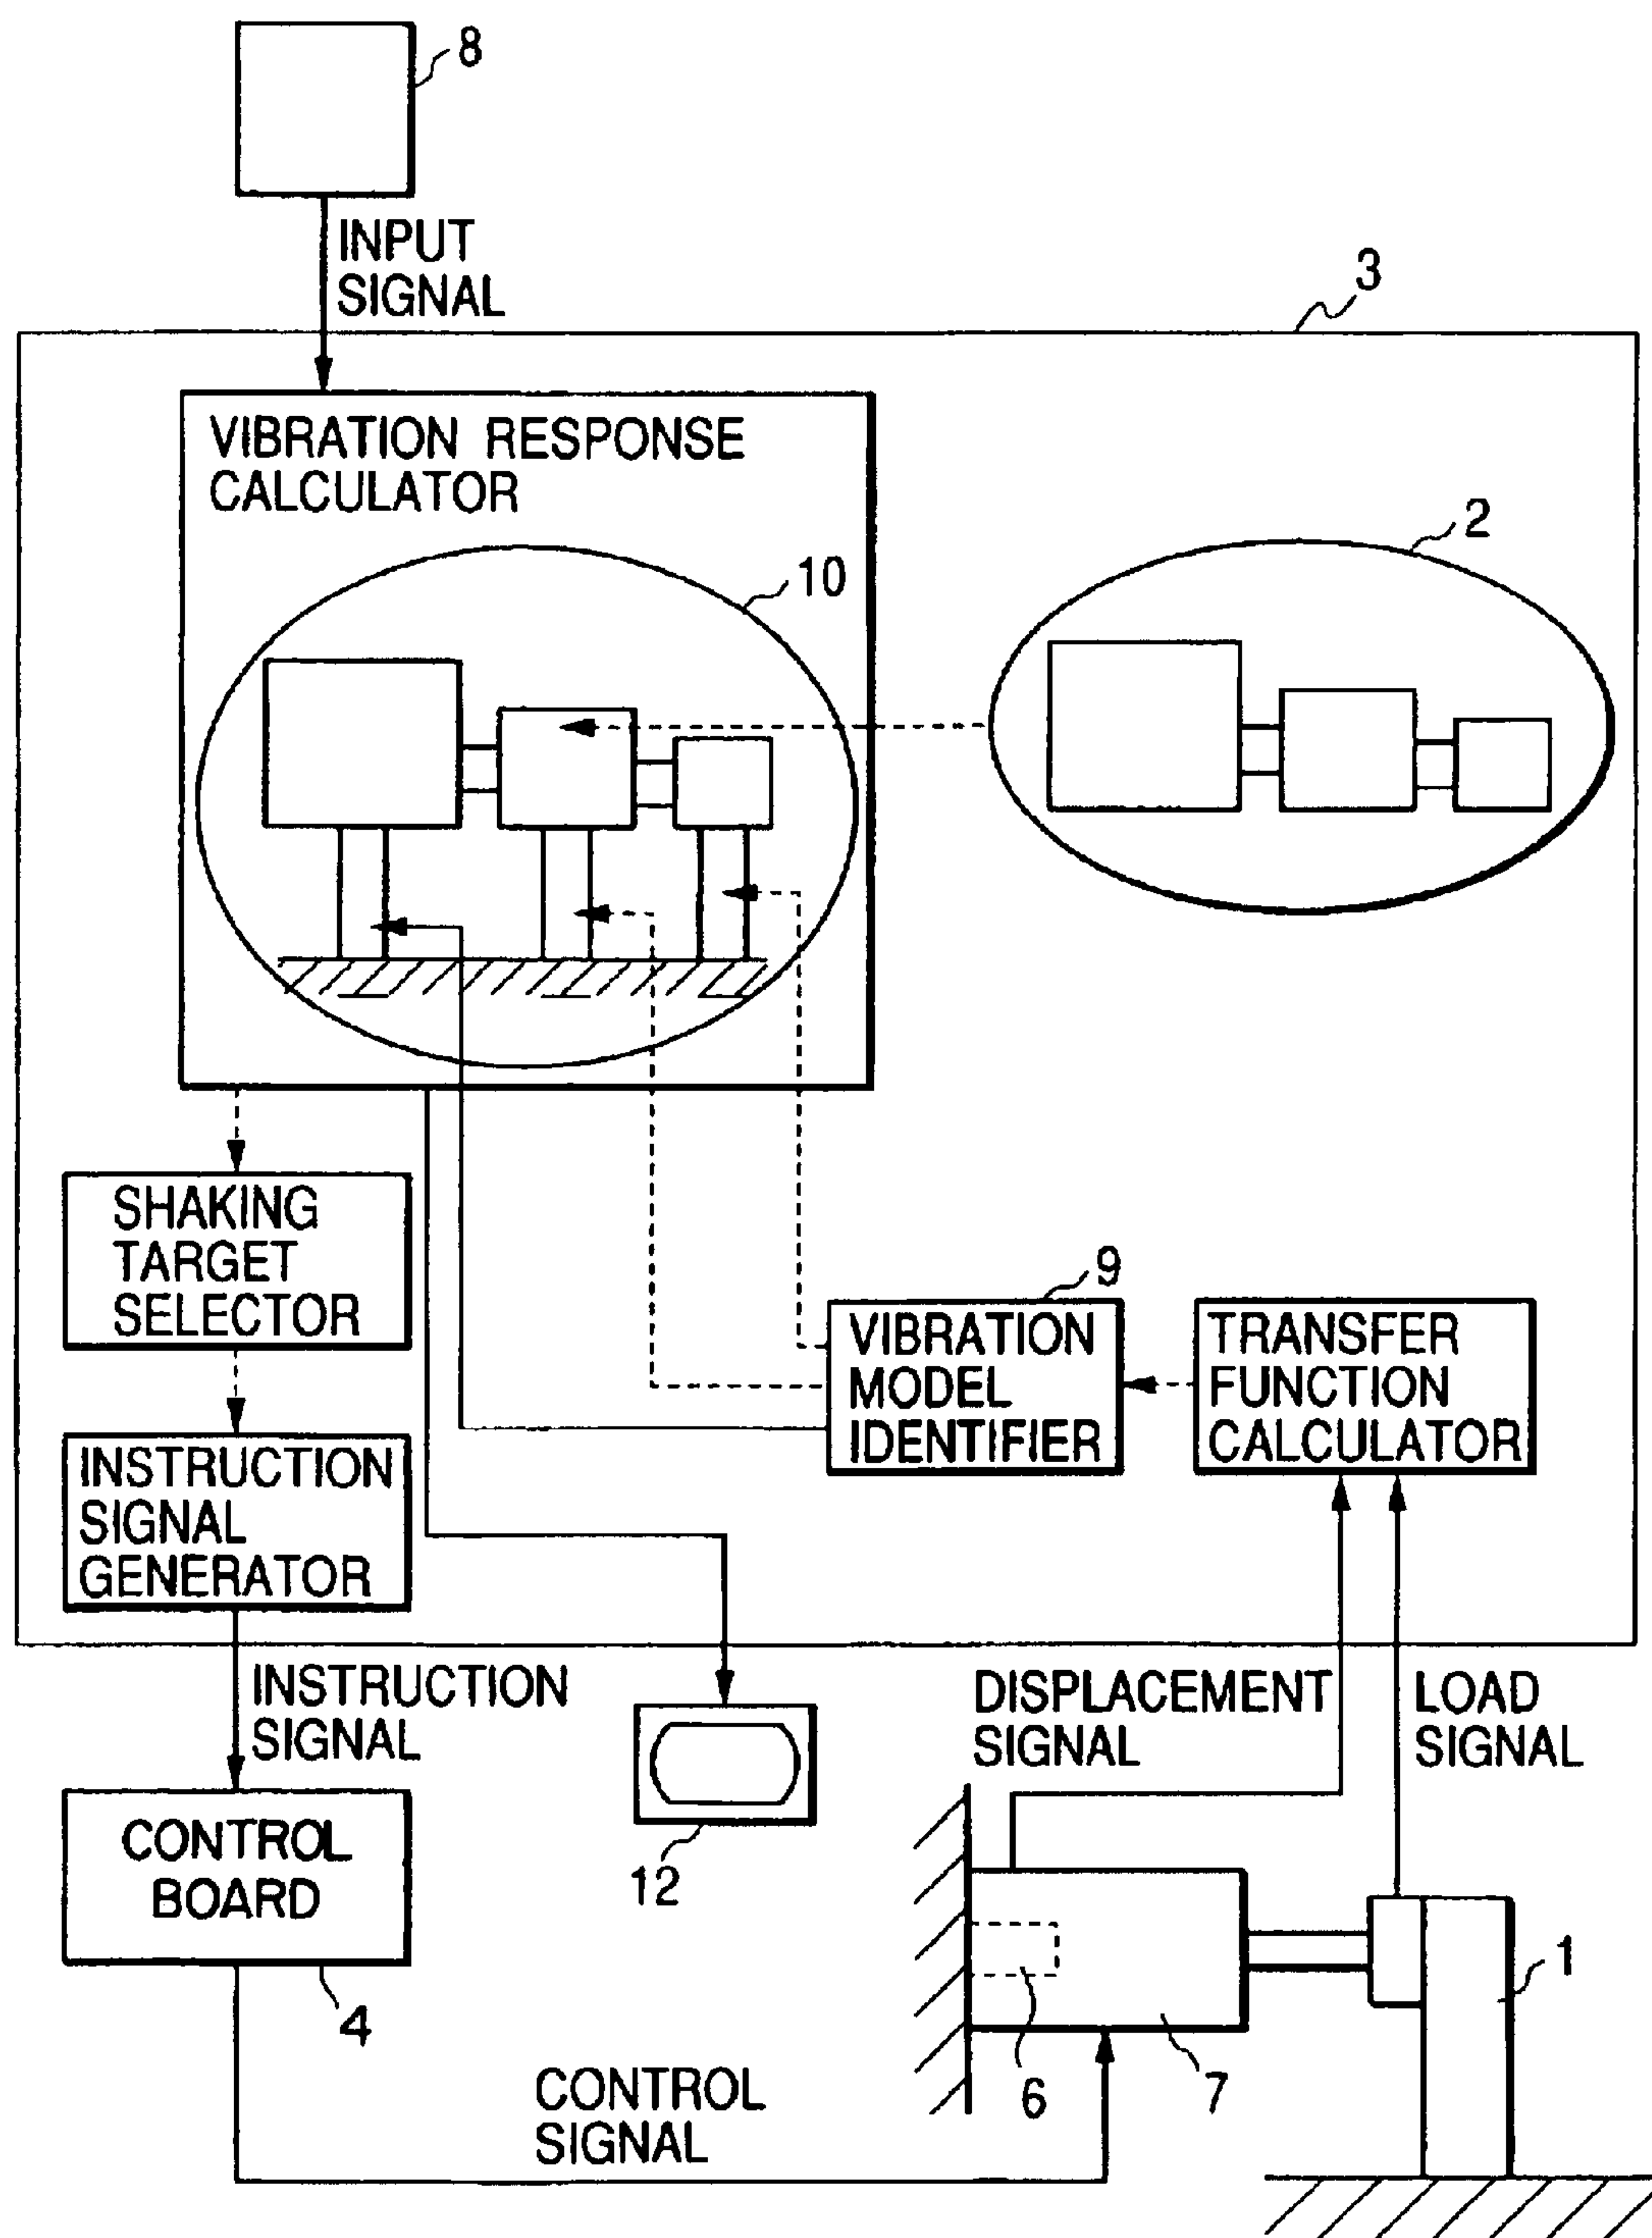 8
INPUT
SIGNAL
3
VIBRATION RESPONSE
CALCULATOR
2
10
SHAKING
TARGET
SELECTOR
9
VIBRATION
MODEL
IDENTIFIER
TRANSFER
FUNCTION
CALCULATOR
INSTRUCTION
SIGNAL
GENERATOR
INSTRUCTION
SIGNAL
DISPLACEMENT
SIGNAL
LOAD
SIGNAL
CONTROL
BOARD
12
4
1
6
7
CONTROL
SIGNAL